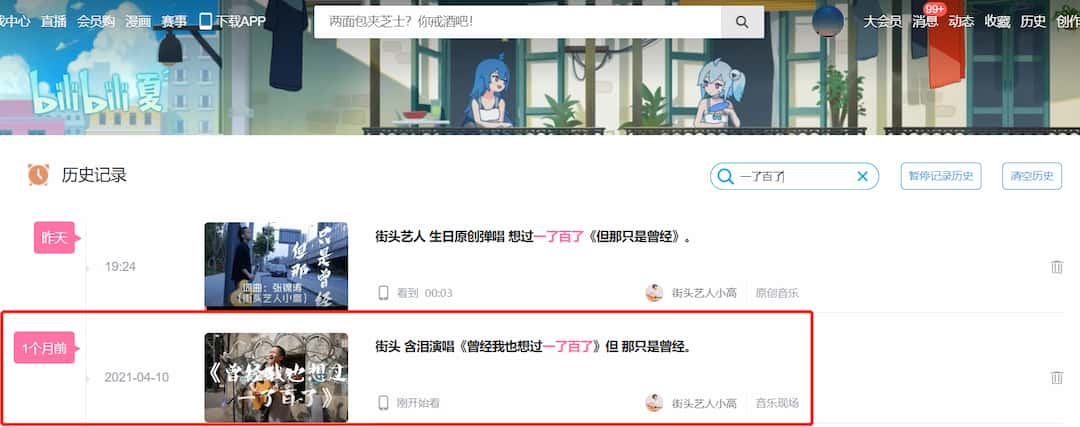 我中心 直播 会员购 漫画 赛事 下载APP
两面包夹芝士？你戒酒吧！
大会员 消息 99+ 动态 收藏 历史 创作
bilibili 夏
历史记录
一了百了
暂停记录历史
清空历史
昨天
19:24
只是曾经
但那
词曲：张镱涛
（街头艺人小高）
街头艺人 生日原创弹唱 想过一了百了《但那只是曾经》。
看到 00:03
街头艺人小高
原创音乐
1个月前
2021-04-10
《曾经我也想过
一了百了》
街头 含泪演唱《曾经我也想过一了百了》但 那只是曾经。
刚开始看
街头艺人小高
音乐现场